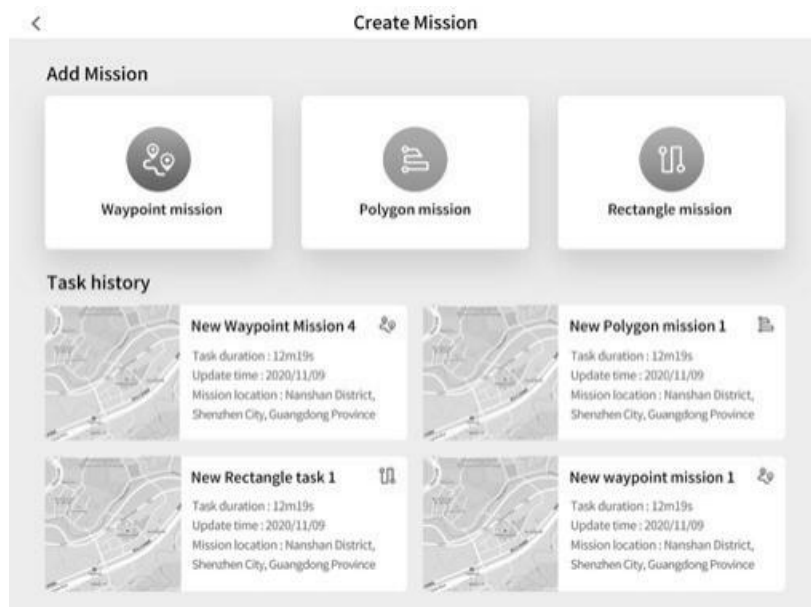 Create Mission
Add Mission
Waypoint mission
Polygon mission
Rectangle mission
Task history
New Waypoint Mission 4
Task duration : 12m19s
Update time : 2020/11/09
Mission location : Nanshan District,
Shenzhen City, Guangdong Province
New Polygon mission 1
Task duration : 12m19s
Update time : 2020/11/09
Mission location : Nanshan District,
Shenzhen City, Guangdong Province
New Rectangle task 1
Task duration : 12m19s
Update time : 2020/11/09
Mission location : Nanshan District,
Shenzhen City, Guangdong Province
New waypoint mission 1
Task duration : 12m19s
Update time : 2020/11/09
Mission location : Nanshan District,
Shenzhen City, Guangdong Province